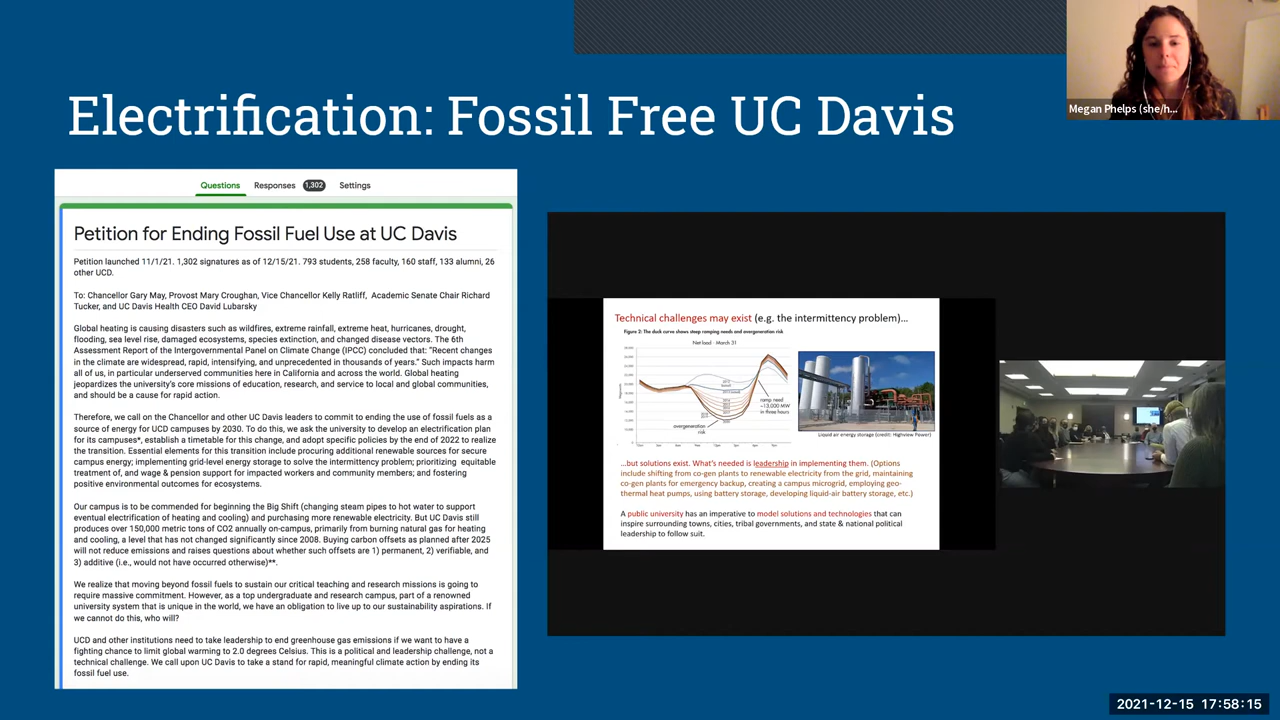 Megan Phelps (she/h...
Electrification: Fossil Free UC Davis
Questions Responses 1,302 Settings
Petition for Ending Fossil Fuel Use at UC Davis
Petition launched 11/1/21. 1,302 signatures as of 12/15/21. 793 students, 258 faculty, 160 staff, 133 alumni, 26
other UCD.
To: Chancellor Gary May, Provost Mary Croughan, Vice Chancellor Kelly Ratliff, Academic Senate Chair Richard
Tucker, and UC Davis Health CEO David Lubarsky
Global heating is causing disasters such as wildfires, extreme rainfall, extreme heat, hurricanes, drought,
flooding, sea level rise, damaged ecosystems, species extinction, and changed disease vectors. The 6th
Assessment Report of the Intergovernmental Panel on Climate Change (IPCC) concluded that: “Recent changes
in the climate are widespread, rapid, intensifying, and unprecedented in thousands of years.” Such impacts harm
all of us, in particular underserved communities here in California and across the world. Global heating
jeopardizes the university's core missions of education, research, and service to local and global communities,
and should be a cause for rapid action.
Therefore, we call on the Chancellor and other UC Davis leaders to commit to ending the use of fossil fuels as a
source of energy for UCD campuses by 2030. To do so, we ask the university to develop an electrification plan
for its campuses*, establish a timetable for this change, and adopt specific policies by the end of 2022 to realize
the transition. Essential elements for this transition include procuring additional renewable sources for secure
campus energy; implementing grid-level energy storage to solve the intermittency problem; prioritizing equitable
treatment of, and wage & pension support for impacted workers and community members; and fostering
positive environmental outcomes for ecosystems.
Our campus is to be commended for beginning the Big Shift (changing steam pipes to hot water to support
eventual electrification of heating and cooling) and purchasing more renewable electricity. But UC Davis still
produces over 150,000 metric tons of CO2 annually on-campus, primarily from burning natural gas for heating
and cooling, a level that has not changed significantly since 2008. Buying carbon offsets as planned after 2025
will not reduce emissions and raises questions about whether such offsets are 1) permanent, 2) verifiable, and
3) additive (i.e., would not have occurred otherwise)**.
We realize that moving beyond fossil fuels to sustain our critical teaching and research missions is going to
require massive commitment. However, as a top undergraduate and research campus, part of a renowned
university system that is unique in the world, we have an obligation to live up to our sustainability aspirations. If
we cannot do this, who will?
UCD and other institutions need to take leadership to end greenhouse gas emissions if we want to have a
fighting chance to limit global warming to 2.0 degrees Celsius. This is a political and leadership challenge, not a
technical challenge. We call upon UC Davis to take a stand for rapid, meaningful climate action by ending its
fossil fuel use.
Technical challenges may exist (e.g. the intermittency problem)...
Figure 2: The duck curve shows steep ramping needs and overgeneration risk
Net load - March 31
ramp need
~13,000 MW
in three hours
overgeneration
risk
Liquid air energy storage (credit: Highview Power)
...but solutions exist. What's needed is leadership in implementing them. (Options
include shifting from co-gen plants to renewable electricity from the grid, maintaining
co-gen plants for emergency backup, creating a campus microgrid, employing geo-
thermal heat pumps, using battery storage, developing liquid-air battery storage, etc.)
A public university has an imperative to model solutions and technologies that can
inspire surrounding towns, cities, tribal governments, and state & national political
leadership to follow suit.
2021-12-15 17:58:15